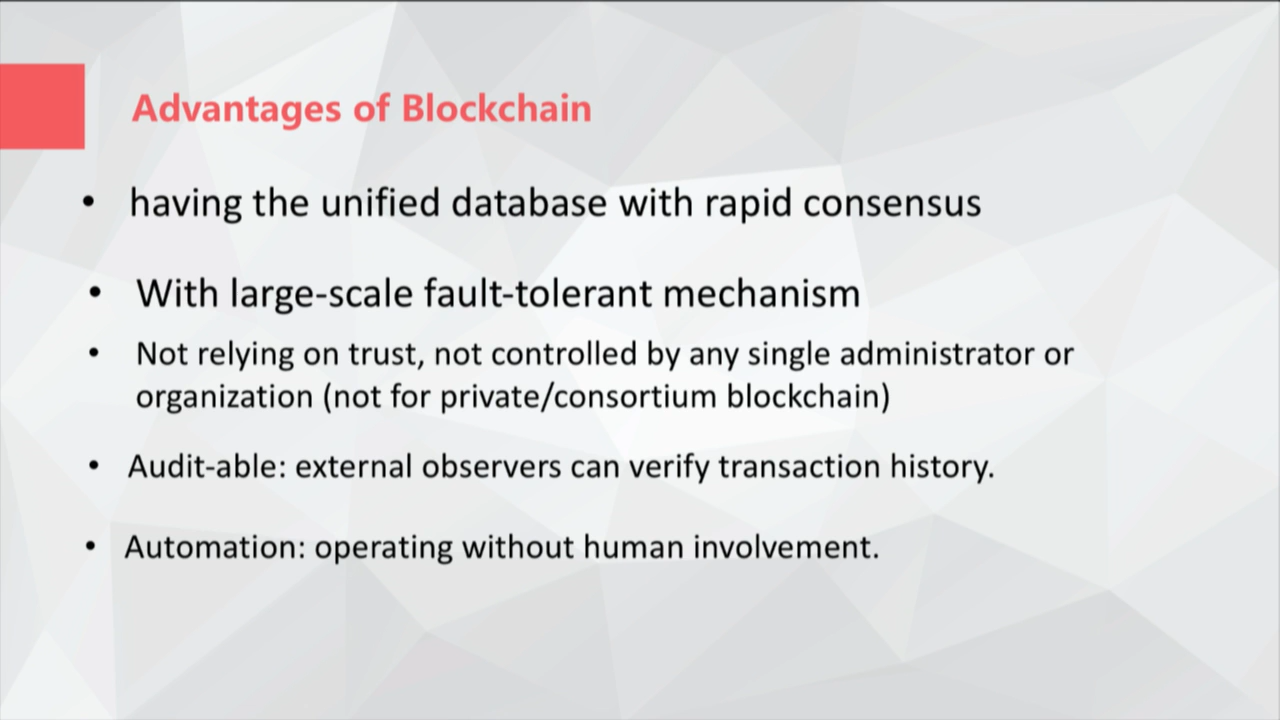 Advantages of Blockchain
• having the unified database with rapid consensus
• With large-scale fault-tolerant mechanism
• Not relying on trust, not controlled by any single administrator or
organization (not for private/consortium blockchain)
• Audit-able: external observers can verify transaction history.
• Automation: operating without human involvement.